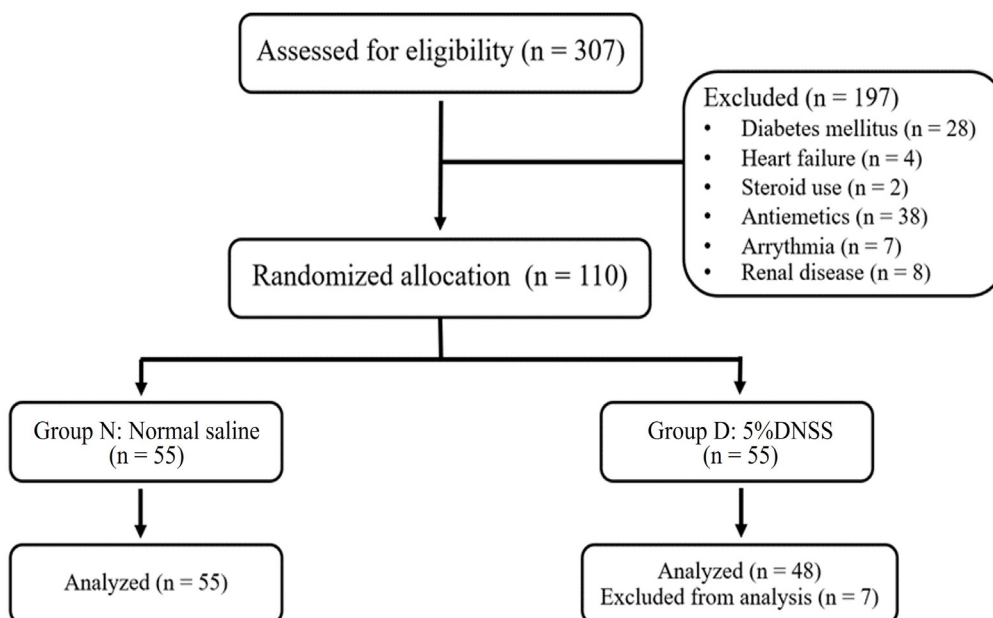 Assessed for eligibility (n = 307)
Excluded (n = 197)
• Diabetes mellitus (n = 28)
• Heart failure (n = 4)
• Steroid use (n = 2)
• Antiemetics (n = 38)
• Arrythmia (n = 7)
• Renal disease (n = 8)
Randomized allocation (n = 110)
Group N: Normal saline
(n = 55)
Group D: 5%DNSS
(n = 55)
Analyzed (n = 55)
Analyzed (n = 48)
Excluded from analysis (n = 7)